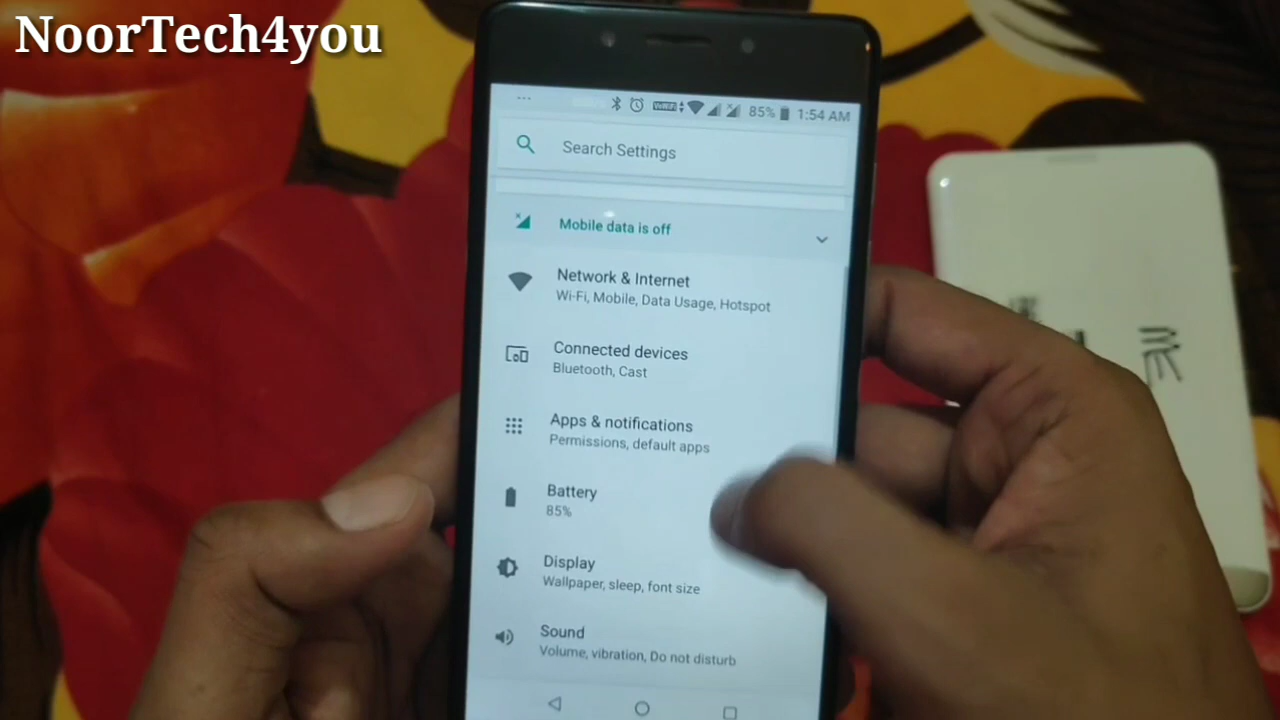 NoorTech4you
85% 1:54 AM
Search Settings
Mobile data is off
Network & Internet
Wi-Fi, Mobile, Data Usage, Hotspot
Connected devices
Bluetooth, Cast
Apps & notifications
Permissions, default apps
Battery
85%
Display
Wallpaper, sleep, font size
Sound
Volume, vibration, Do not disturb